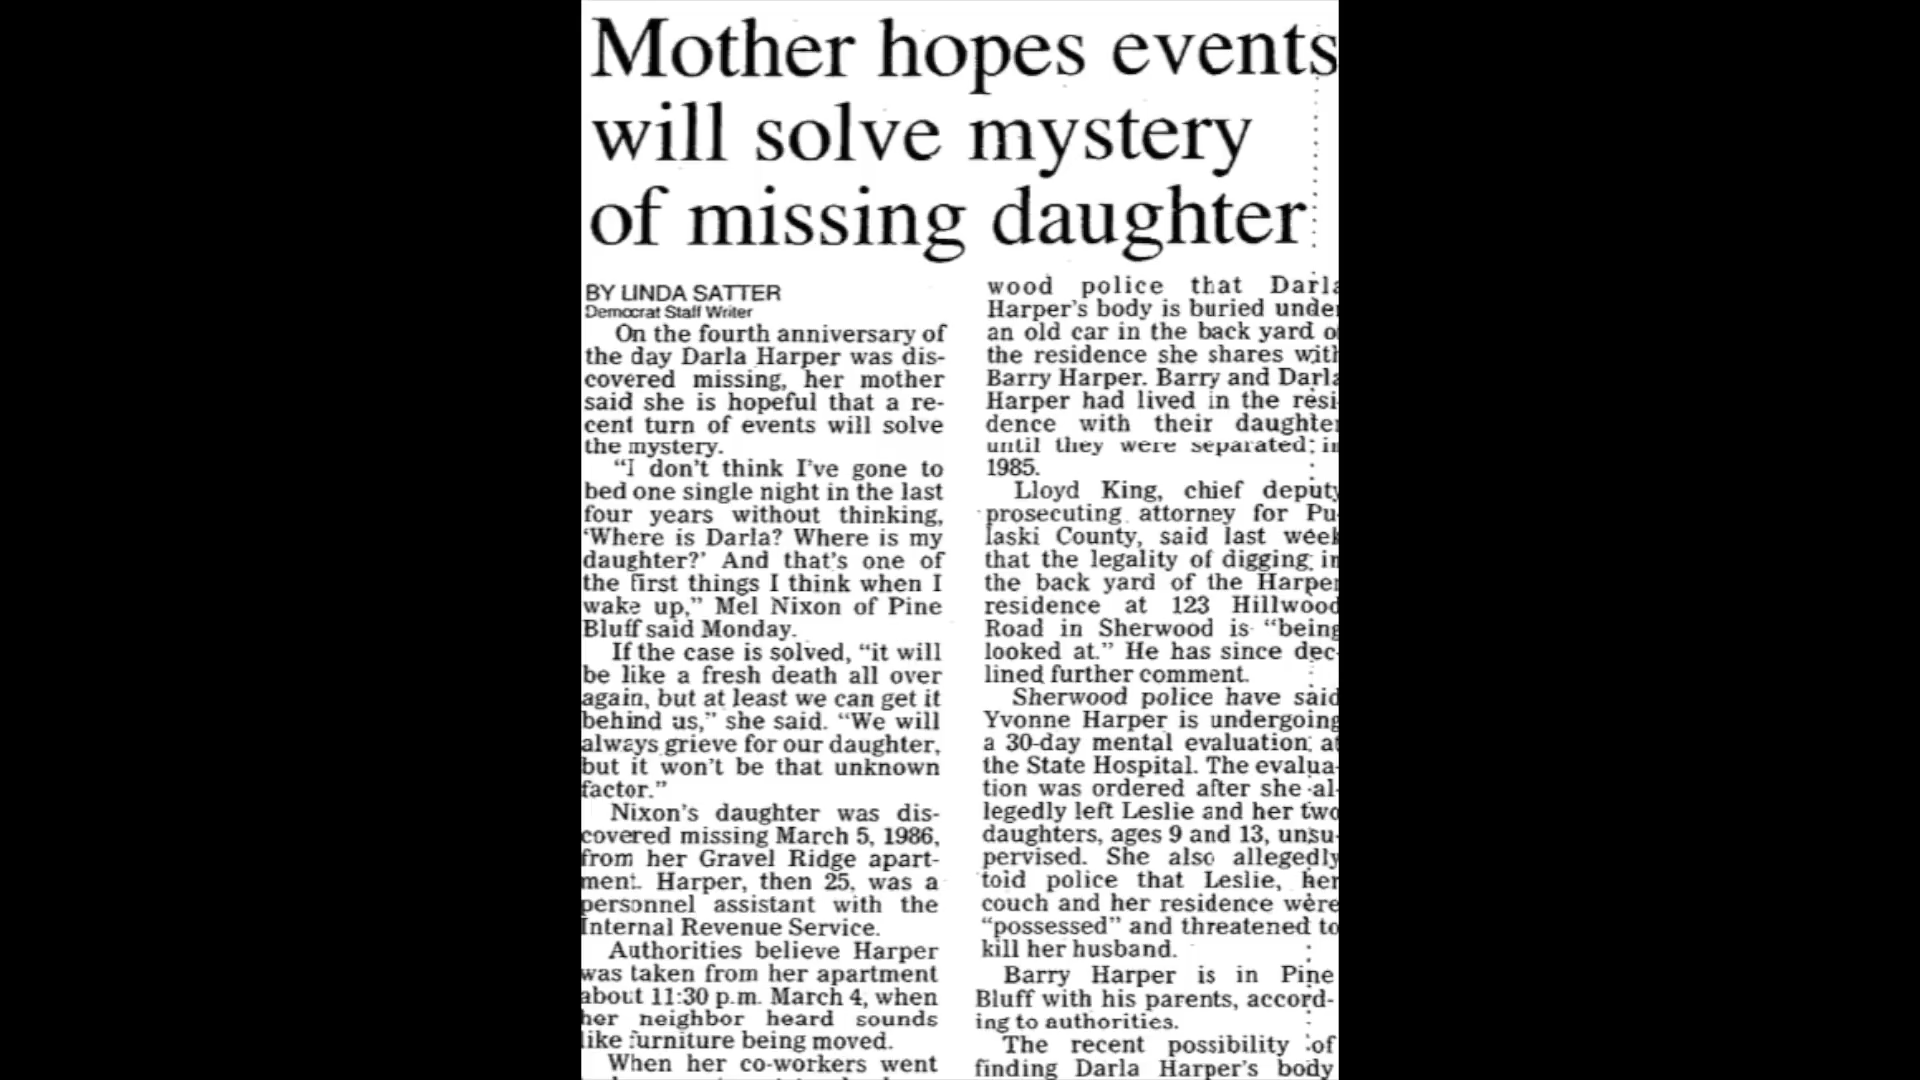 Mother hopes events
will solve mystery
of missing daughter
BY LINDA SATTER
Democrat Staff Writer
On the fourth anniversary of
the day Darla Harper was dis-
covered missing, her mother
said she is hopeful that a re-
cent turn of events will solve
the mystery.
“I don't think I've gone to
bed one single night in the last
four years without thinking,
‘Where is Darla? Where is my
daughter?’ And that's one of
the first things I think when I
wake up,” Mel Nixon of Pine
Bluff said Monday.
If the case is solved, “it will
be like a fresh death all over
again, but at least we can get it
behind us,” she said. “We will
always grieve for our daughter,
but it won't be that unknown
factor.”
Nixon's daughter was dis-
covered missing March 5, 1986,
from her Gravel Ridge apart-
ment. Harper, then 25, was a
personnel assistant with the
Internal Revenue Service.
Authorities believe Harper
was taken from her apartment
about 11:30 p.m. March 4, when
her neighbor heard sounds
like furniture being moved.
When her co-workers went
wood police that Darla
Harper's body is buried under
an old car in the back yard of
the residence she shares with
Barry Harper. Barry and Darla
Harper had lived in the resi-
dence with their daughter
until they were separated in
1985.
Lloyd King, chief deputy
prosecuting attorney for Pu-
laski County, said last week
that the legality of digging in
the back yard of the Harper
residence at 123 Hillwood
Road in Sherwood is “being
looked at.” He has since dec-
lined further comment.
Sherwood police have said
Yvonne Harper is undergoing
a 30-day mental evaluation at
the State Hospital. The evalua-
tion was ordered after she al-
legedly left Leslie and her two
daughters, ages 9 and 13, unsu-
pervised. She also allegedly
told police that Leslie, her
couch and her residence were
“possessed” and threatened to
kill her husband.
Barry Harper is in Pine
Bluff with his parents, accord-
ing to authorities.
The recent possibility of
finding Darla Harper's body